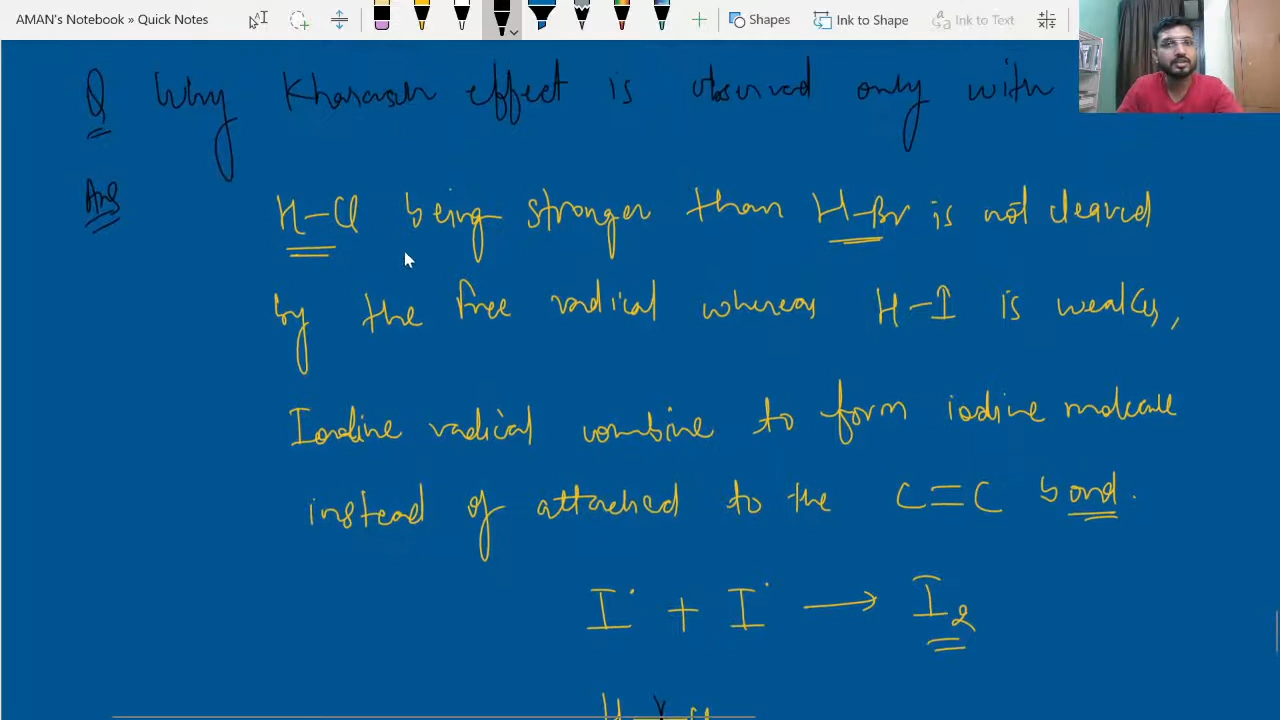 AMAN's Notebook » Quick Notes
Shapes
Ink to Shape
Ink to Text
Q Why Kharasch effect is observed only with
Ans
H-Cl being stronger than H-Br is not cleaved
by the free radical whereas H-I is weak,
Iodine radical combine to form iodine molecule
instead of attached to the C=C bond.
I˙ + I˙ ⟶ I₂